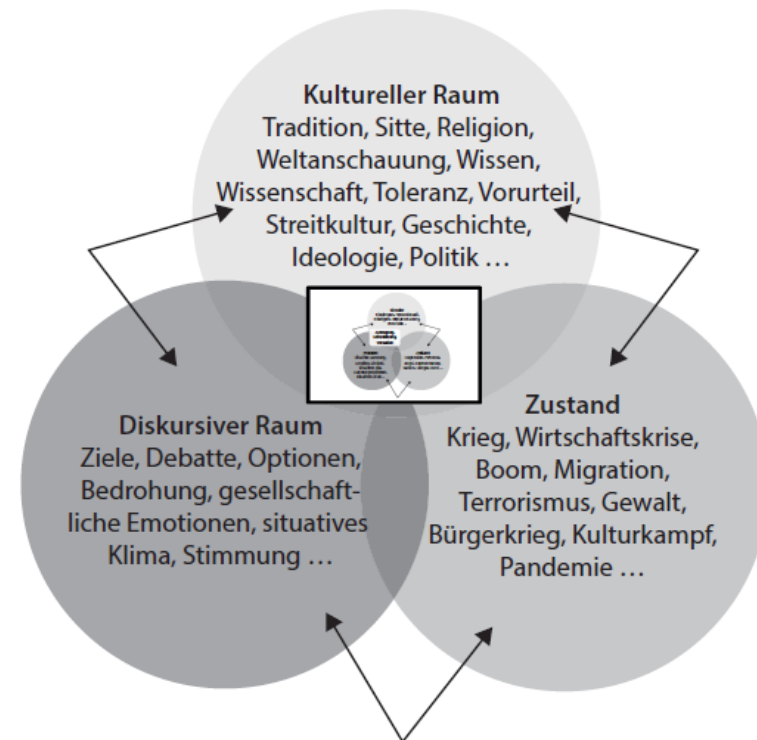 Kultureller Raum
Tradition, Sitte, Religion,
Weltanschauung, Wissen,
Wissenschaft, Toleranz, Vorurteil,
Streitkultur, Geschichte,
Ideologie, Politik …
Diskursiver Raum
Ziele, Debatte, Optionen,
Bedrohung, gesellschaft-
liche Emotionen, situatives
Klima, Stimmung …
Zustand
Krieg, Wirtschaftskrise,
Boom, Migration,
Terrorismus, Gewalt,
Bürgerkrieg, Kulturkampf,
Pandemie …